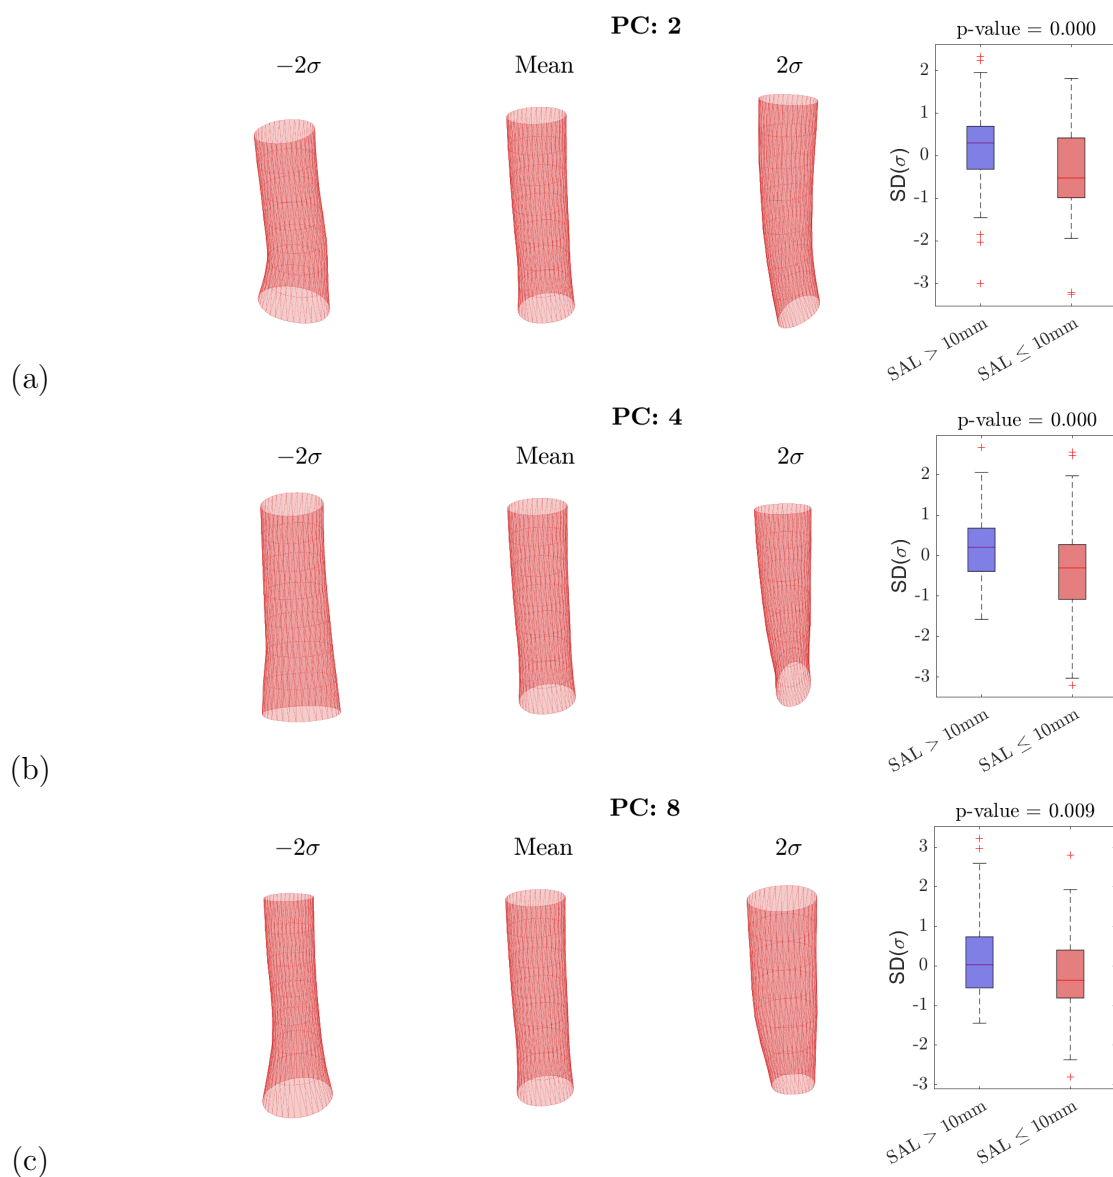 PC: 2
−2σ
Mean
2σ
p-value = 0.000
2
1
0
-1
-2
-3
SD(σ)
SAL > 10mm
SAL ≤ 10mm
(a)
PC: 4
−2σ
Mean
2σ
p-value = 0.000
2
1
0
-1
-2
-3
SD(σ)
SAL > 10mm
SAL ≤ 10mm
(b)
PC: 8
−2σ
Mean
2σ
p-value = 0.009
3
2
1
0
-1
-2
-3
SD(σ)
SAL > 10mm
SAL ≤ 10mm
(c)